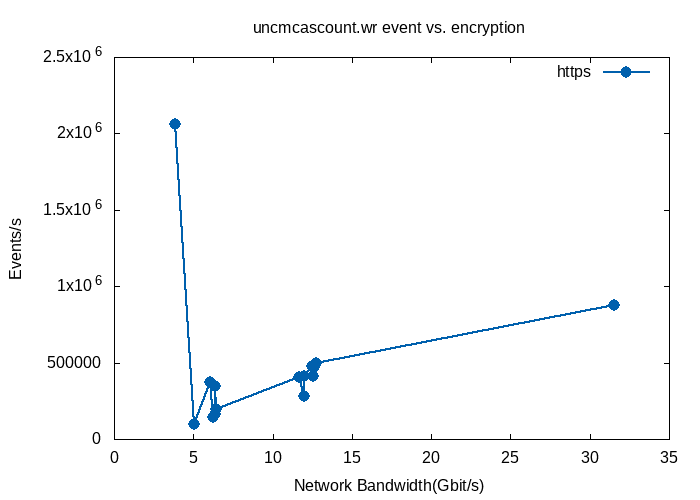 uncmcascount.wr event vs. encryption
2.5x10 6
https
2x10 6
1.5x10 6
Events/s
1x10 6
500000
0
0 5 10 15 20 25 30 35
Network Bandwidth(Gbit/s)